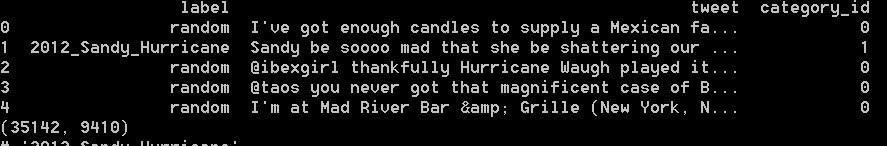 label tweet category_id
0 random I've got enough candles to supply a Mexican fa... 0
1 2012_Sandy_Hurricane Sandy be soooo mad that she be shattering our ... 1
2 random @ibexgirl thankfully Hurricane Waugh played it... 0
3 random @taos you never got that magnificent case of B... 0
4 random I'm at Mad River Bar &amp; Grille (New York, N... 0
(35142, 9410)
# '2012_Sandy_Hurricane'